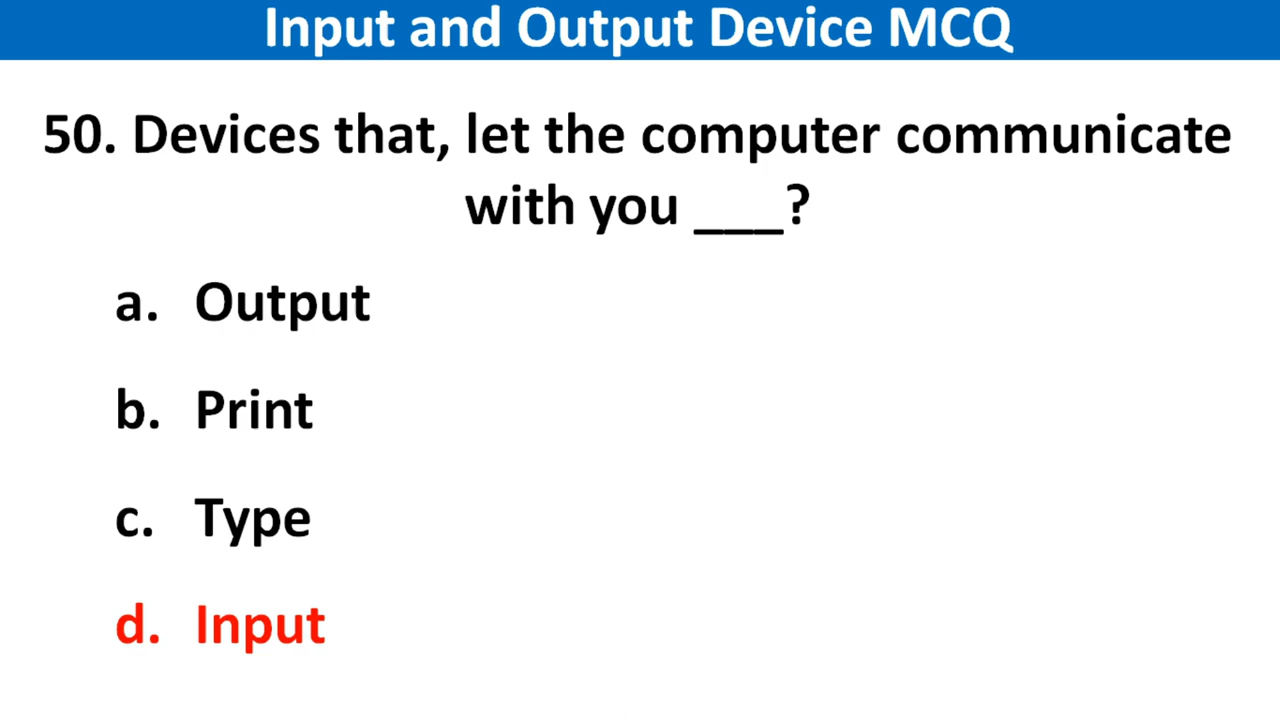 Input and Output Device MCQ
50. Devices that, let the computer communicate
with you ___?
a. Output
b. Print
c. Type
d. Input